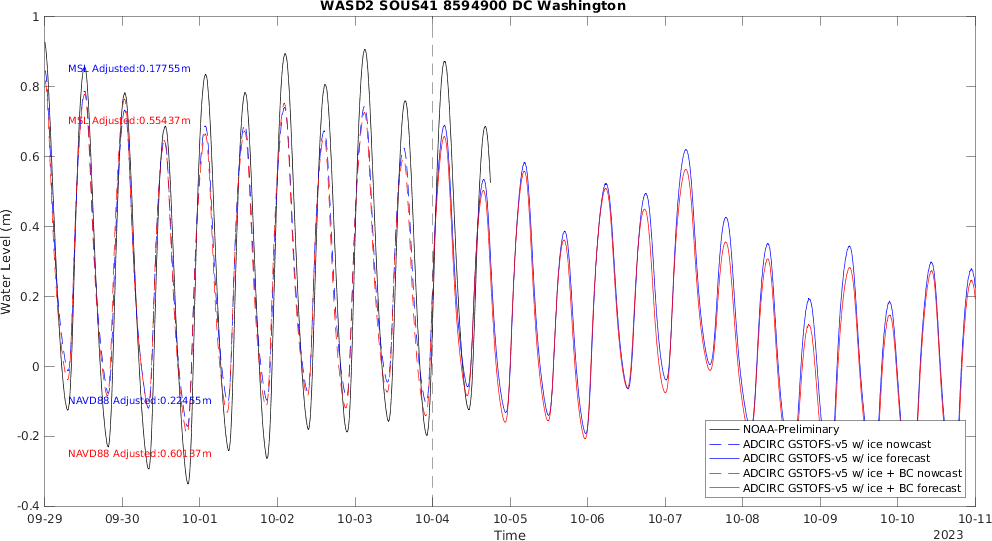 WASD2 SOUS41 8594900 DC Washington
1
0.8
0.6
0.4
0.2
0
-0.2
-0.4
Water Level (m)
MSL Adjusted:0.17755m
MSL Adjusted:0.55437m
NAVD88 Adjusted:0.22455m
NAVD88 Adjusted:0.60137m
NOAA-Preliminary
ADCIRC GSTOFS-v5 w/ ice nowcast
ADCIRC GSTOFS-v5 w/ ice forecast
ADCIRC GSTOFS-v5 w/ ice + BC nowcast
ADCIRC GSTOFS-v5 w/ ice + BC forecast
09-29 09-30 10-01 10-02 10-03 10-04 10-05 10-06 10-07 10-08 10-09 10-10 10-11
Time
2023